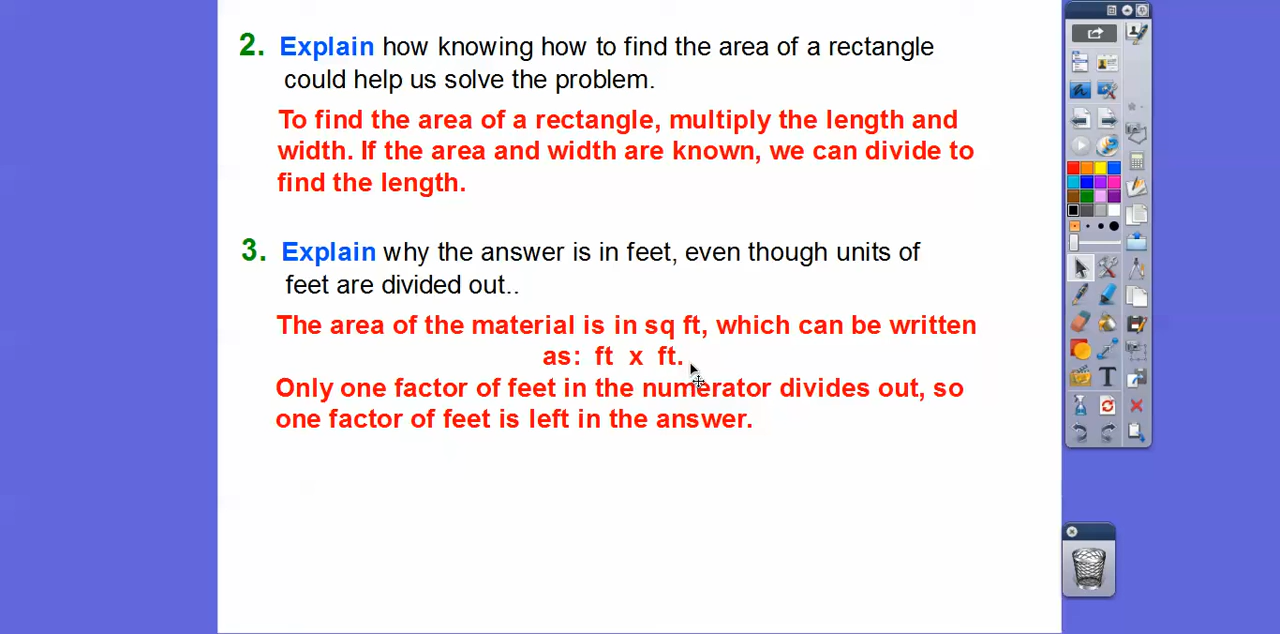 2. Explain how knowing how to find the area of a rectangle
could help us solve the problem.
To find the area of a rectangle, multiply the length and
width. If the area and width are known, we can divide to
find the length.
3. Explain why the answer is in feet, even though units of
feet are divided out..
The area of the material is in sq ft, which can be written
as: ft x ft.
Only one factor of feet in the numerator divides out, so
one factor of feet is left in the answer.